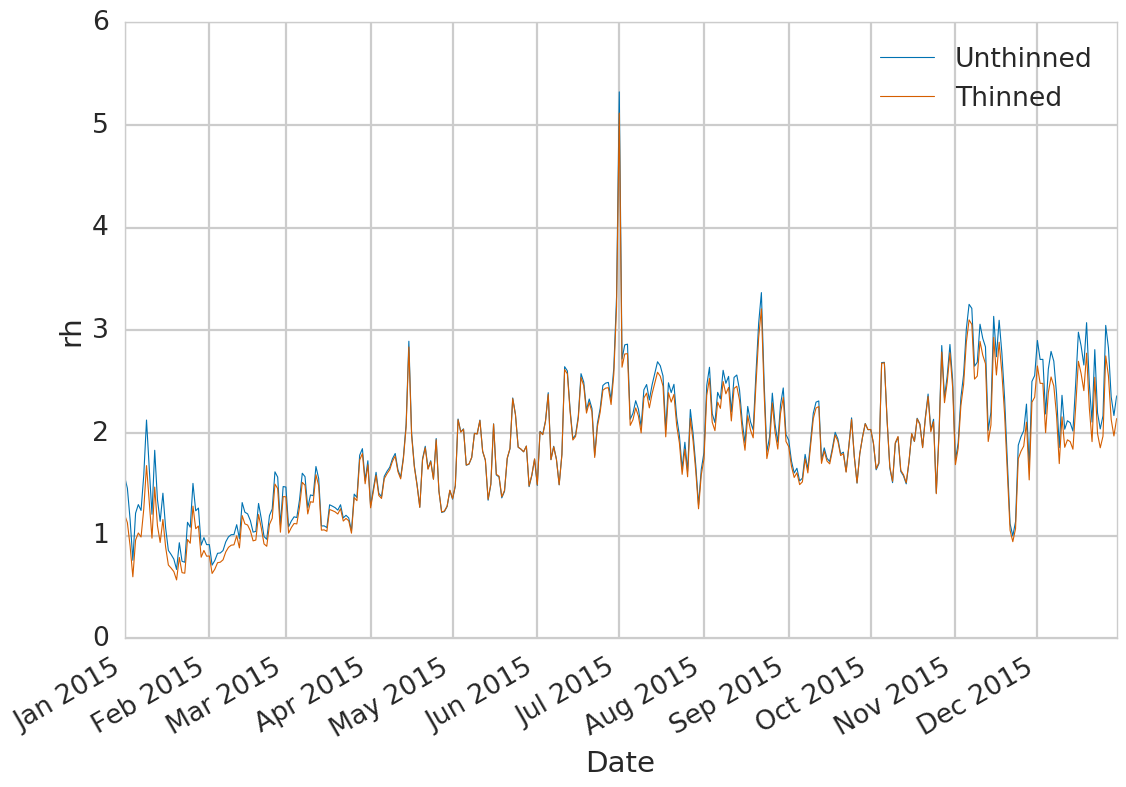 6
5
4
3
2
1
0
rh
Unthinned
Thinned
Jan 2015
Feb 2015
Mar 2015
Apr 2015
May 2015
Jun 2015
Jul 2015
Aug 2015
Sep 2015
Oct 2015
Nov 2015
Dec 2015
Date